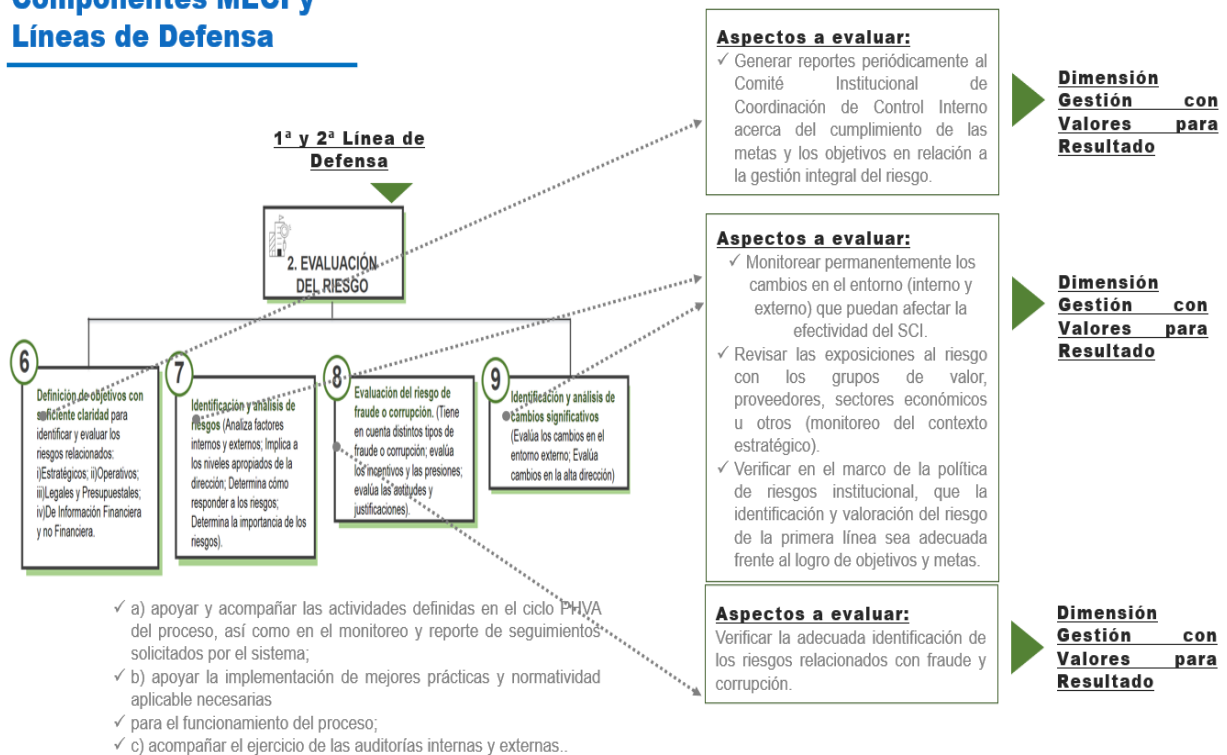 Componentes MECI y
Líneas de Defensa
1ª y 2ª Línea de
Defensa
2. EVALUACIÓN
DEL RIESGO
6
Definición de objetivos con
suficiente claridad para
identificar y evaluar los
riesgos relacionados:
i)Estratégicos; ii)Operativos;
iii)Legales y Presupuestales;
iv)De Información Financiera
y no Financiera.
7
Identificación y análisis de
riesgos (Analiza factores
internos y externos; Implica a
los niveles apropiados de la
dirección; Determina cómo
responder a los riesgos;
Determina la importancia de los
riesgos).
8
Evaluación del riesgo de
fraude o corrupción. (Tiene
en cuenta distintos tipos de
fraude o corrupción; evalúa
los incentivos y las presiones;
evalúa las actitudes y
justificaciones).
9
Identificación y análisis de
cambios significativos
(Evalúa los cambios en el
entorno externo; Evalúa
cambios en la alta dirección)
✓ a) apoyar y acompañar las actividades definidas en el ciclo PHVA
del proceso, así como en el monitoreo y reporte de seguimientos
solicitados por el sistema;
✓ b) apoyar la implementación de mejores prácticas y normatividad
aplicable necesarias
✓ para el funcionamiento del proceso;
✓ c) acompañar el ejercicio de las auditorías internas y externas..
Aspectos a evaluar:
✓ Generar reportes periódicamente al
Comité Institucional de
Coordinación de Control Interno
acerca del cumplimiento de las
metas y los objetivos en relación a
la gestión integral del riesgo.
Dimensión
Gestión con
Valores para
Resultado
Aspectos a evaluar:
✓ Monitorear permanentemente los
cambios en el entorno (interno y
externo) que puedan afectar la
efectividad del SCI.
✓ Revisar las exposiciones al riesgo
con los grupos de valor,
proveedores, sectores económicos
u otros (monitoreo del contexto
estratégico).
✓ Verificar en el marco de la política
de riesgos institucional, que la
identificación y valoración del riesgo
de la primera línea sea adecuada
frente al logro de objetivos y metas.
Dimensión
Gestión con
Valores para
Resultado
Aspectos a evaluar:
Verificar la adecuada identificación de
los riesgos relacionados con fraude y
corrupción.
Dimensión
Gestión con
Valores para
Resultado